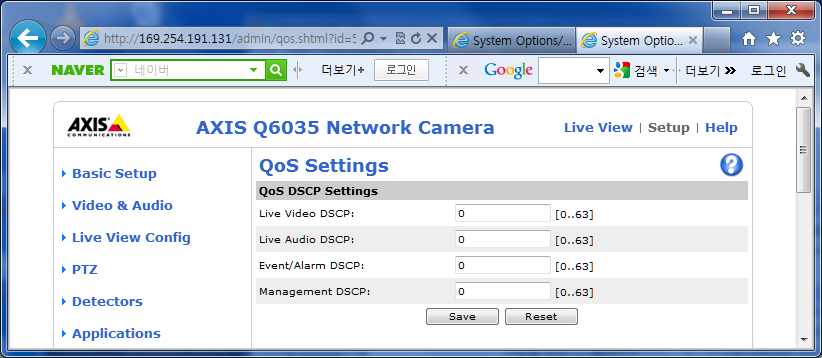 http://169.254.191.131/admin/qos.shtml?id=5
System Options/...
System Optio...
x NAVER 네이버 더보기+ 로그인
x Google 검색 더보기 » 로그인
AXIS COMMUNICATIONS
AXIS Q6035 Network Camera
Live View | Setup | Help
Basic Setup
Video & Audio
Live View Config
PTZ
Detectors
Applications
QoS Settings
QoS DSCP Settings
Live Video DSCP: 0 [0..63]
Live Audio DSCP: 0 [0..63]
Event/Alarm DSCP: 0 [0..63]
Management DSCP: 0 [0..63]
Save Reset